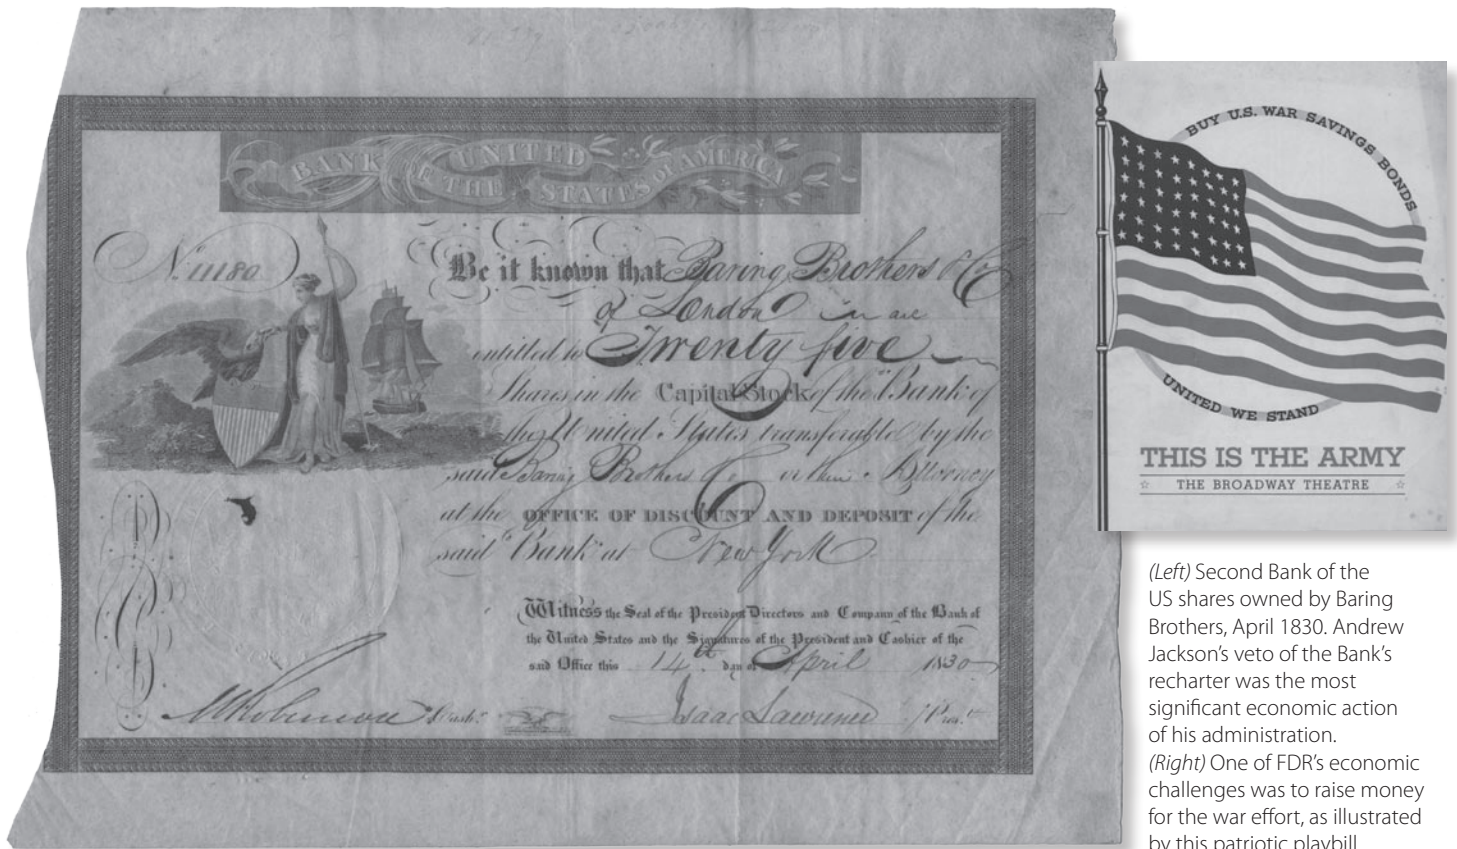 BANK OF THE UNITED STATES OF AMERICA
N. 11180
Be it known that Baring Brothers & Co
of London
entitled to Twenty five
Shares in the Capital Stock of the Bank of
the United States transferable by the
said Baring Brothers & Co or their Attorney
at the OFFICE OF DISCOUNT AND DEPOSIT of the
said Bank at New York
Witness the Seal of the President Directors and Company of the Bank of
the United States and the Signatures of the President and Cashier of the
said Office this 14th day of April 1830
Cashr. Isaac Lawrence Prest.
BUY U.S. WAR SAVINGS BONDS
UNITED WE STAND
THIS IS THE ARMY
THE BROADWAY THEATRE
(Left) Second Bank of the
US shares owned by Baring
Brothers, April 1830. Andrew
Jackson’s veto of the Bank’s
recharter was the most
significant economic action
of his administration.
(Right) One of FDR’s economic
challenges was to raise money
for the war effort, as illustrated
by this patriotic playbill